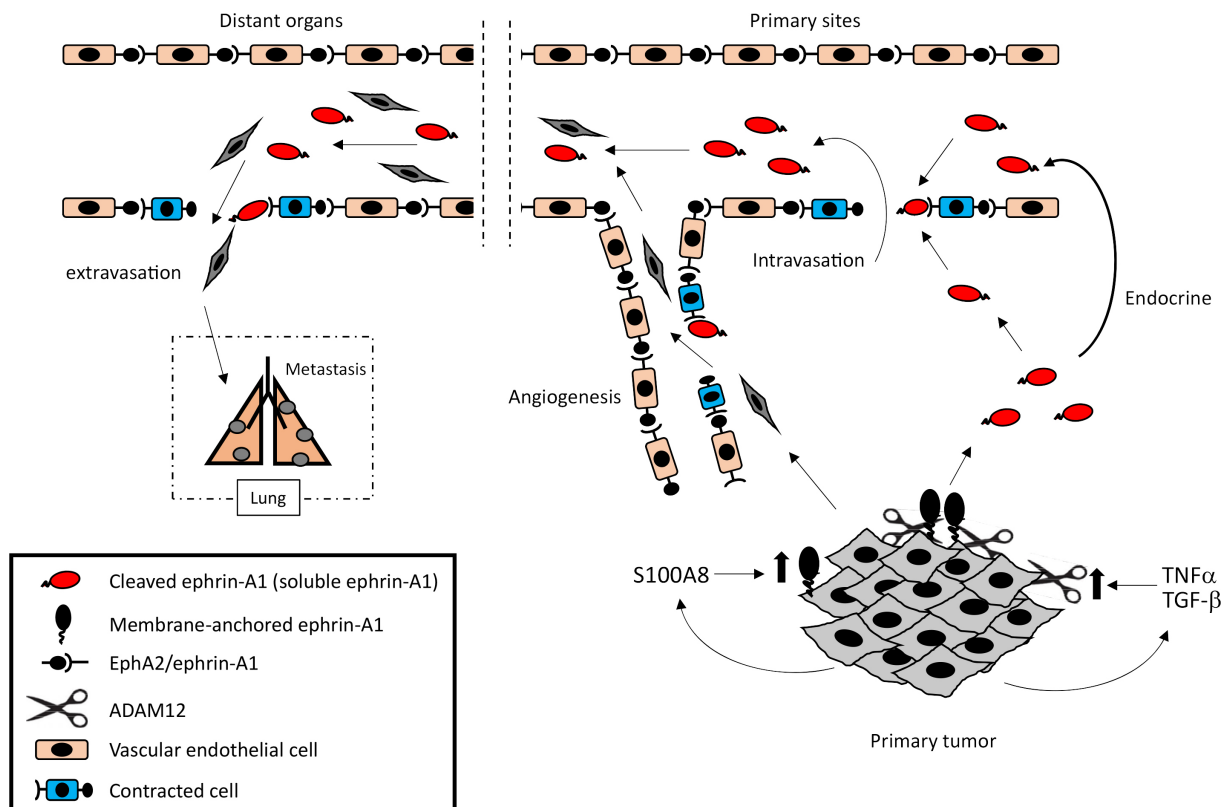 Distant organs
Primary sites
extravasation
Intravasation
Endocrine
Metastasis
Angiogenesis
Lung
S100A8
TNFα
TGF-β
Primary tumor
Cleaved ephrin-A1 (soluble ephrin-A1)
Membrane-anchored ephrin-A1
EphA2/ephrin-A1
ADAM12
Vascular endothelial cell
Contracted cell